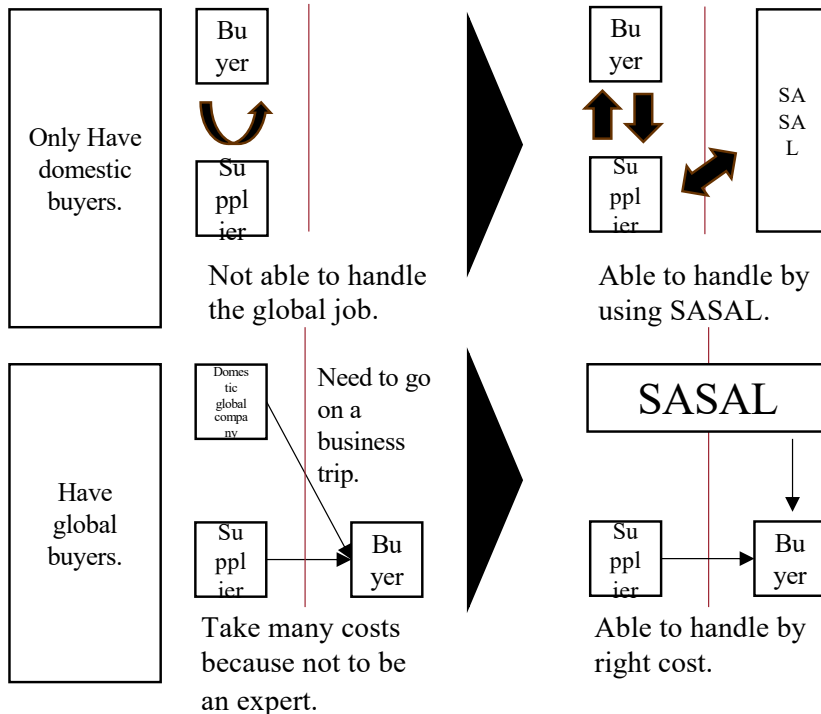 Only Have
domestic
buyers.
Bu
yer
Su
ppl
ier
Not able to handle
the global job.
Bu
yer
Su
ppl
ier
SA
SA
L
Able to handle by
using SASAL.
Have
global
buyers.
Domes
tic
global
compa
ny
Need to go
on a
business
trip.
Su
ppl
ier
Bu
yer
Take many costs
because not to be
an expert.
SASAL
Su
ppl
ier
Bu
yer
Able to handle by
right cost.